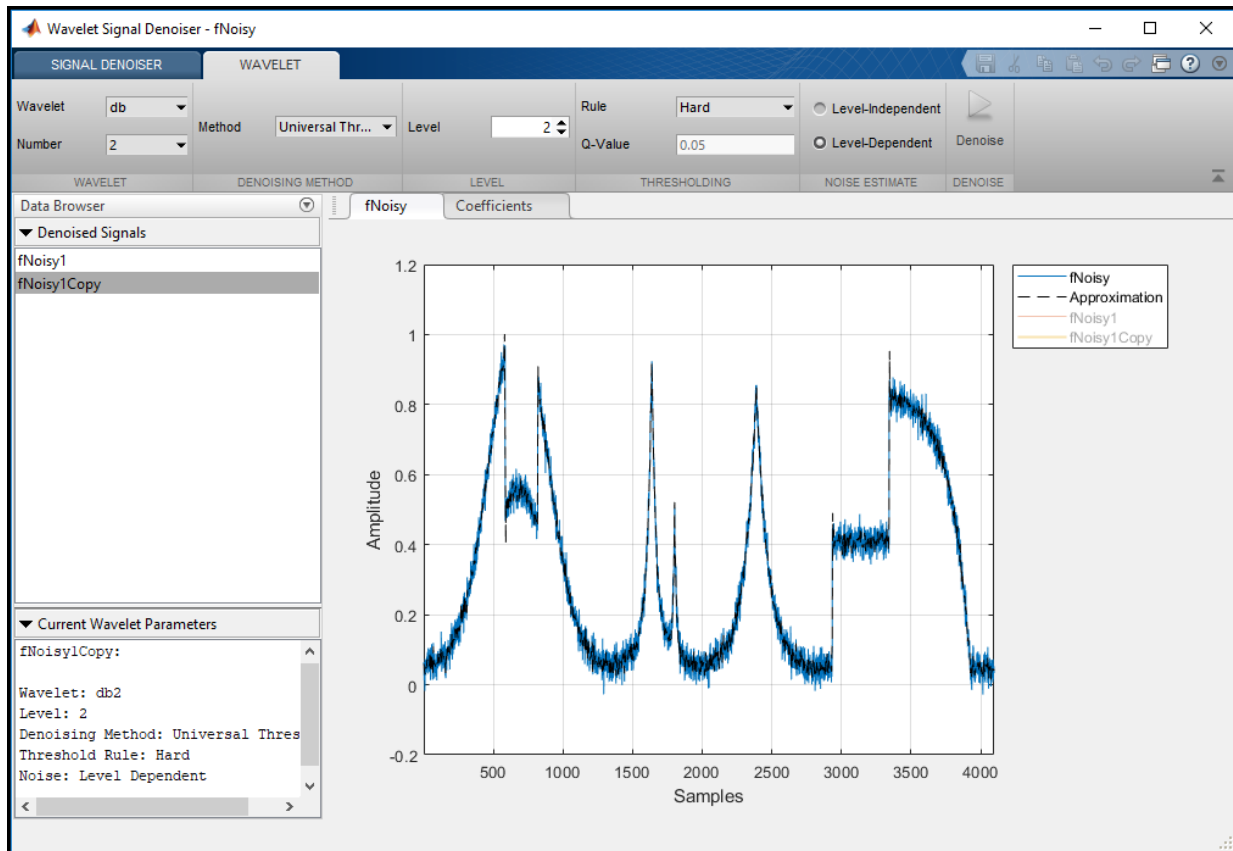 Wavelet Signal Denoiser - fNoisy
SIGNAL DENOISER
WAVELET
Wavelet
db
Number
2
WAVELET
Method
Universal Thr...
DENOISING METHOD
Level
2
LEVEL
Rule
Hard
Q-Value
0.05
THRESHOLDING
Level-Independent
Level-Dependent
NOISE ESTIMATE
Denoise
DENOISE
Data Browser
Denoised Signals
fNoisy1
fNoisy1Copy
Current Wavelet Parameters
fNoisy1Copy:
Wavelet: db2
Level: 2
Denoising Method: Universal Thres
Threshold Rule: Hard
Noise: Level Dependent
fNoisy
Coefficients
1.2
1
0.8
0.6
0.4
0.2
0
-0.2
Amplitude
500 1000 1500 2000 2500 3000 3500 4000
Samples
fNoisy
Approximation
fNoisy1
fNoisy1Copy